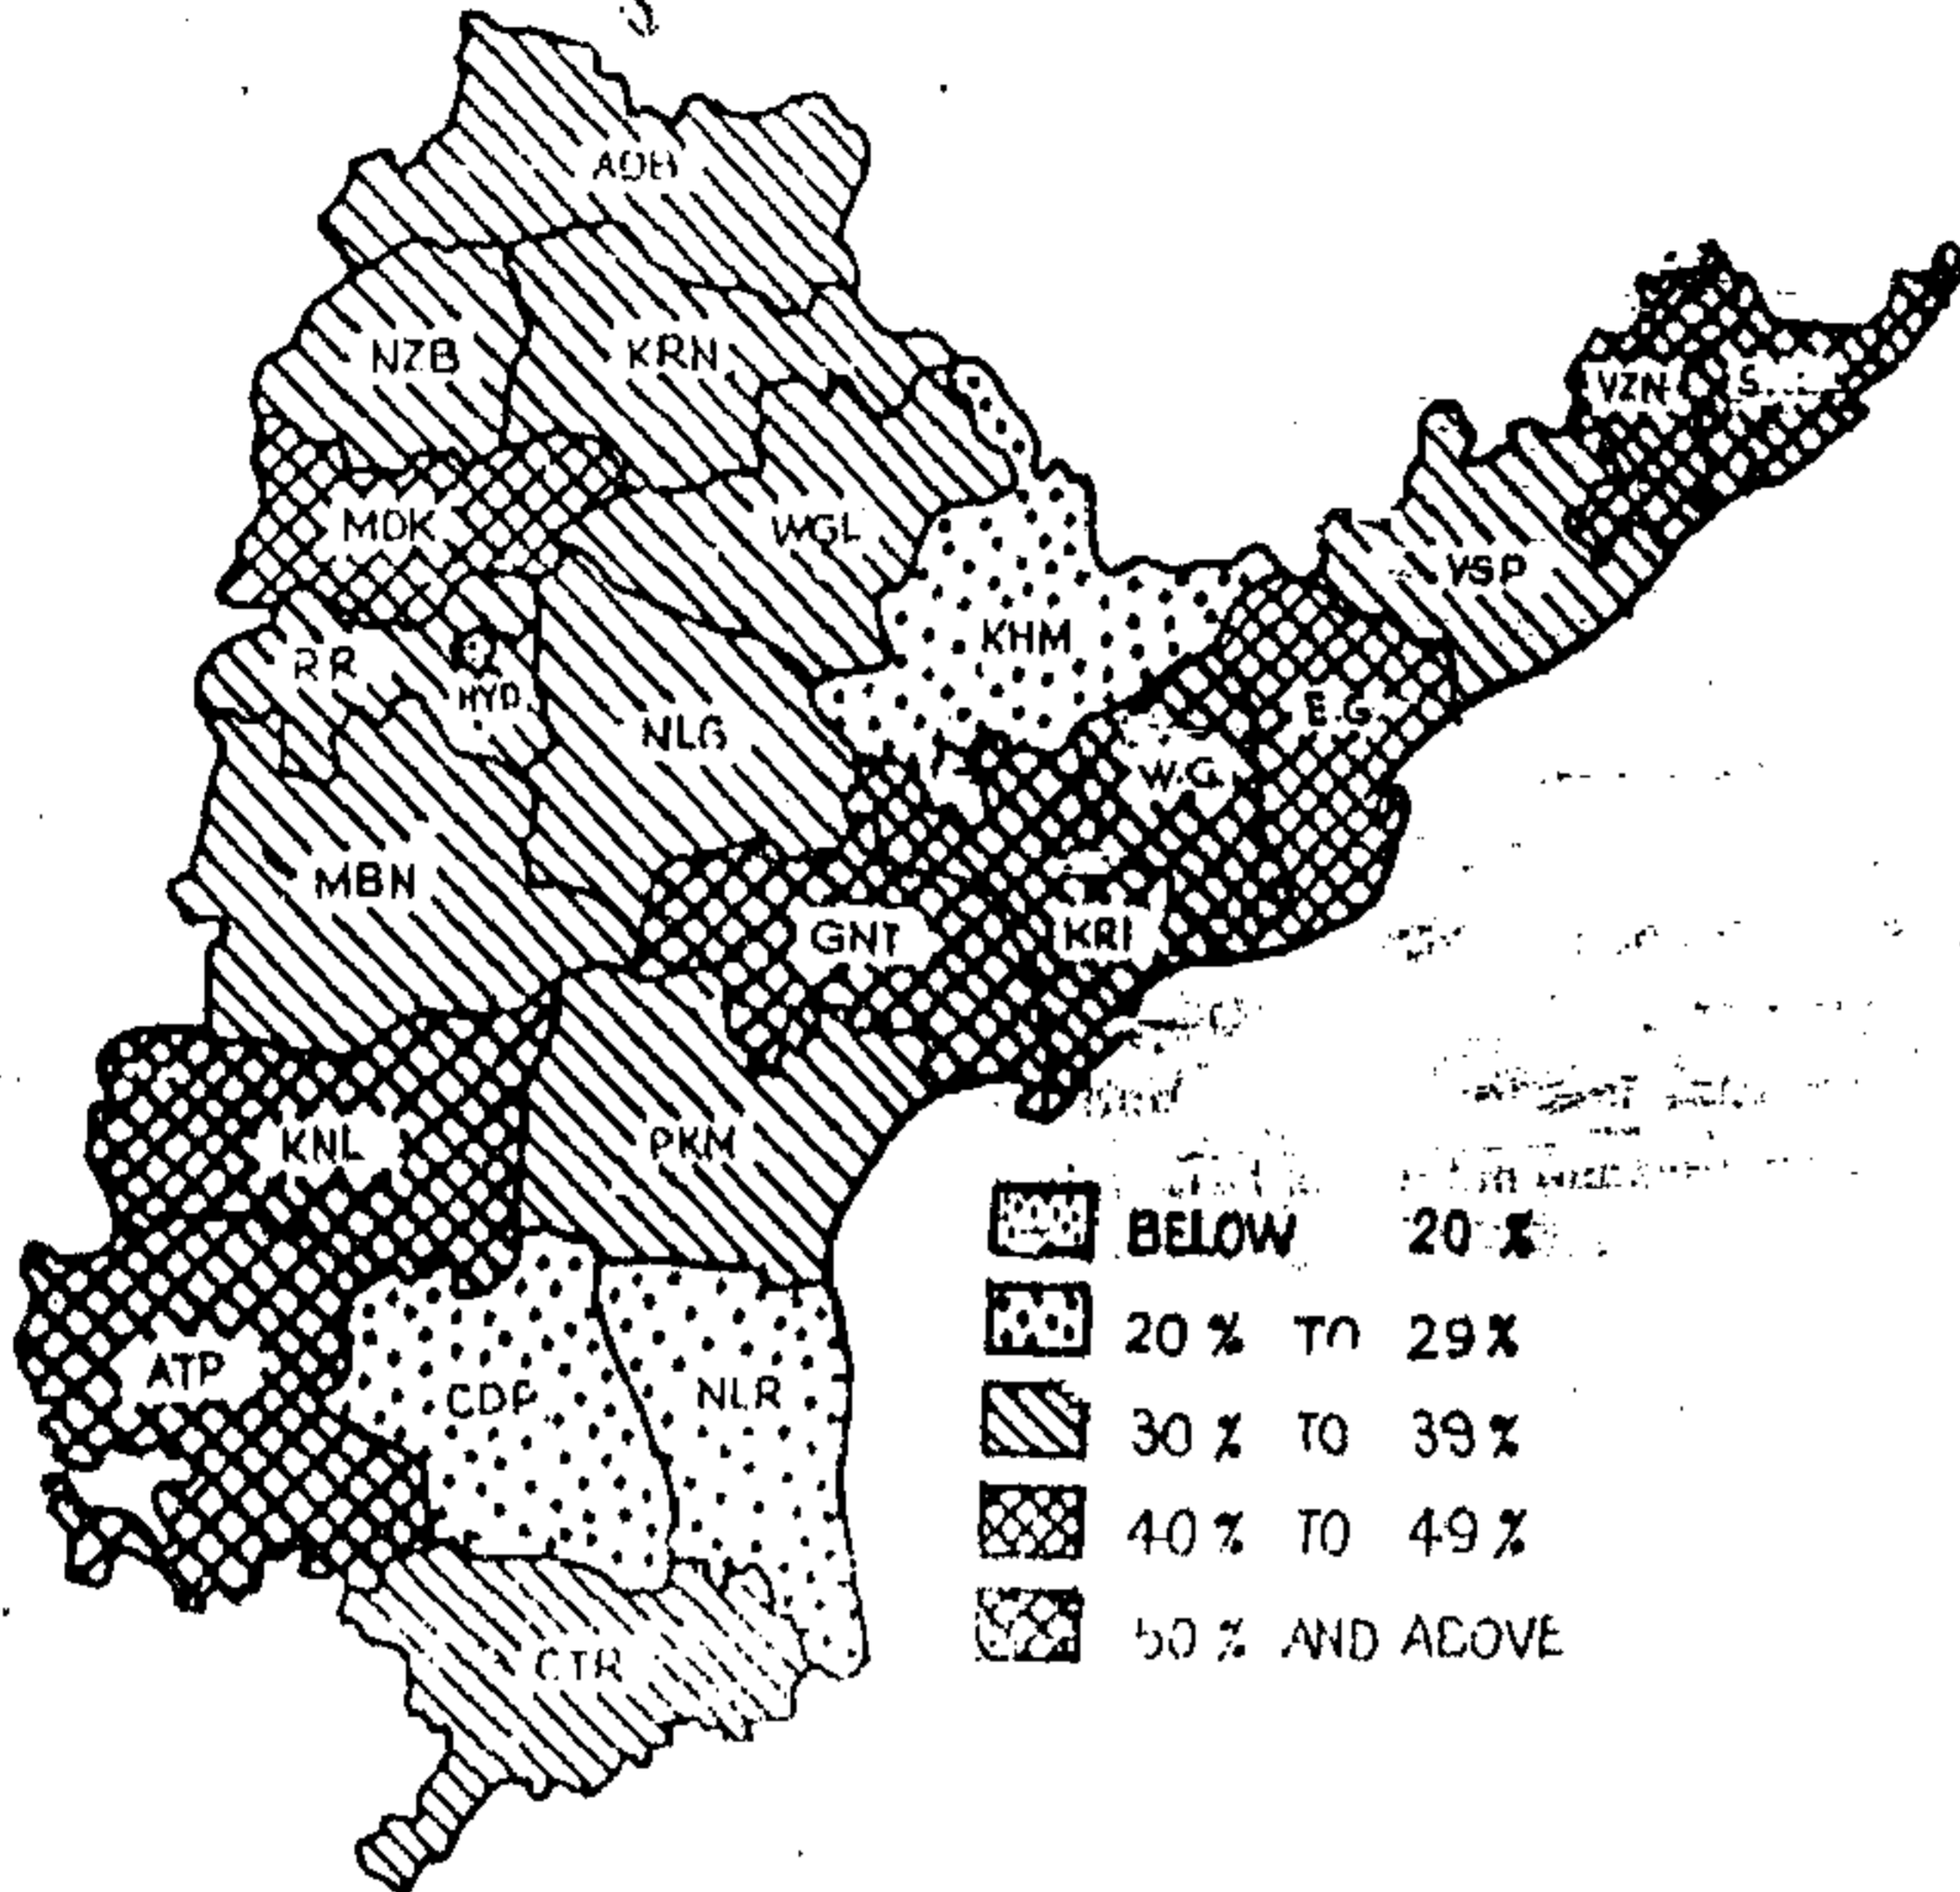 ADB
NZB
KRN
VZN
MDK
WGL
VSP
RR
KHM
HYD.
E.G.
NLG
W.G.
MBN
GNT
KRI
KNL
PKM
BELOW 20 %
20 % TO 29 %
ATP
CDP
NLR
30 % TO 39 %
40 % TO 49 %
CTR
50 % AND ABOVE